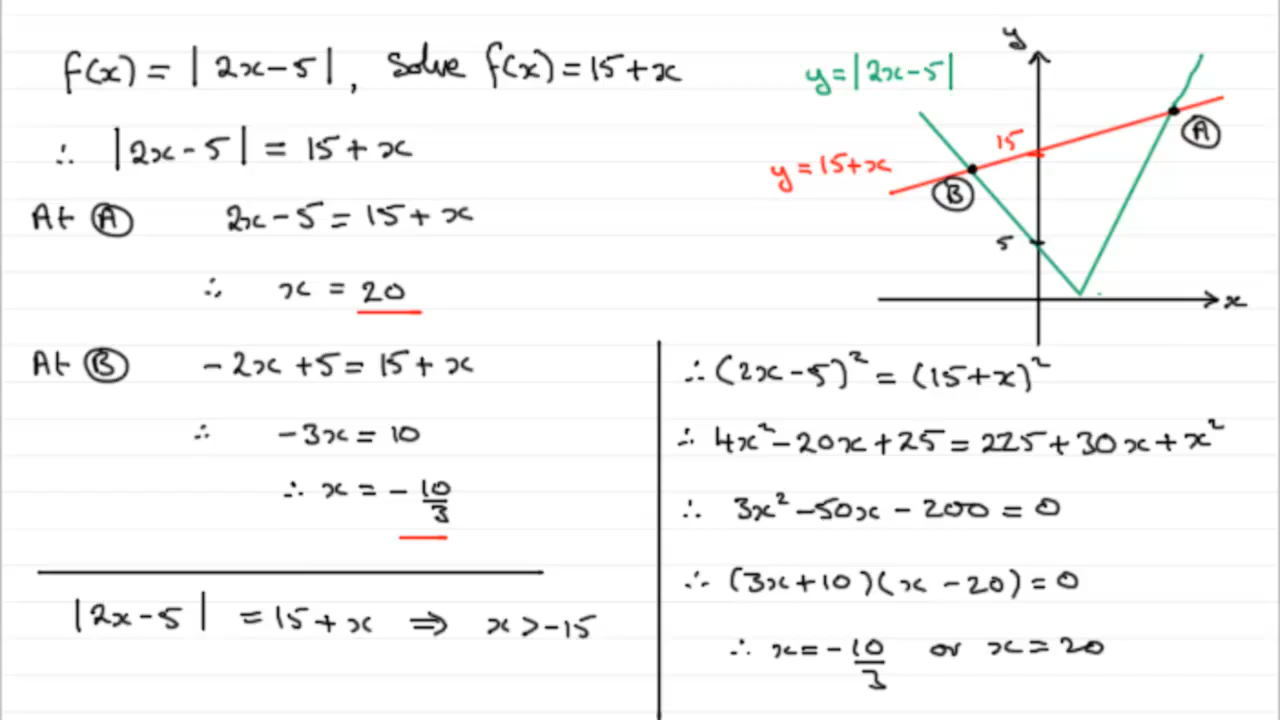 f(x) = |2x-5|, Solve f(x) = 15+x
∴ |2x-5| = 15+x
At Ⓐ 2x-5 = 15+x
∴ x = 20
At Ⓑ -2x+5 = 15+x
∴ -3x = 10
∴ x = -10/3
|2x-5| = 15+x ⇒ x > -15
y
y = |2x-5|
15
Ⓐ
y = 15+x
Ⓑ
5
x
∴ (2x-5)² = (15+x)²
∴ 4x²-20x+25 = 225+30x+x²
∴ 3x²-50x-200 = 0
∴ (3x+10)(x-20) = 0
∴ x = -10/3 or x = 20